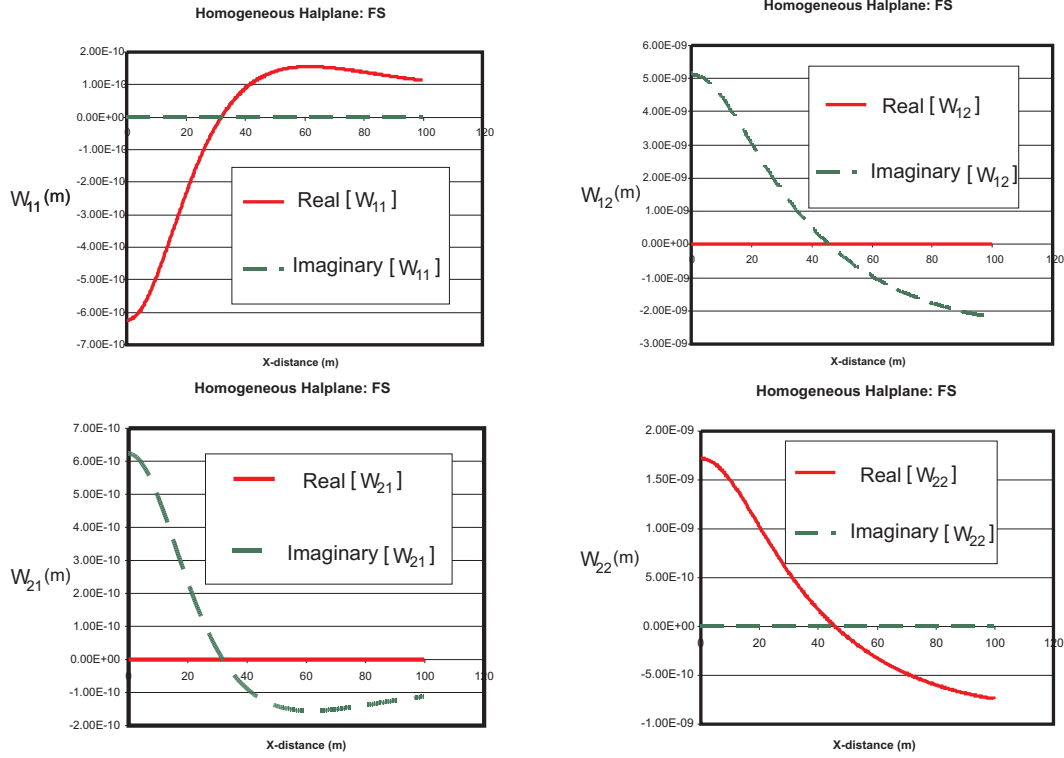 Homogeneous Halplane: FS
2.00E-10
1.00E-10
0.00E+00
-1.00E-10
-2.00E-10
-3.00E-10
-4.00E-10
-5.00E-10
-6.00E-10
-7.00E-10
0 20 40 60 80 100 120
W11 (m)
Real [W11]
Imaginary [W11]
X-distance (m)
Homogeneous Halplane: FS
6.00E-09
5.00E-09
4.00E-09
3.00E-09
2.00E-09
1.00E-09
0.00E+00
-1.00E-09
-2.00E-09
-3.00E-09
0 20 40 60 80 100 120
W12 (m)
Real [W12]
Imaginary [W12]
X-distance (m)
Homogeneous Halplane: FS
7.00E-10
6.00E-10
5.00E-10
4.00E-10
3.00E-10
2.00E-10
1.00E-10
0.00E+00
-1.00E-10
-2.00E-10
0 20 40 60 80 100 120
W21 (m)
Real [W21]
Imaginary [W21]
X-distance (m)
Homogeneous Halplane: FS
2.00E-09
1.50E-09
1.00E-09
5.00E-10
0.00E+00
-5.00E-10
-1.00E-09
0 20 40 60 80 100 120
W22 (m)
Real [W22]
Imaginary [W22]
X-distance (m)